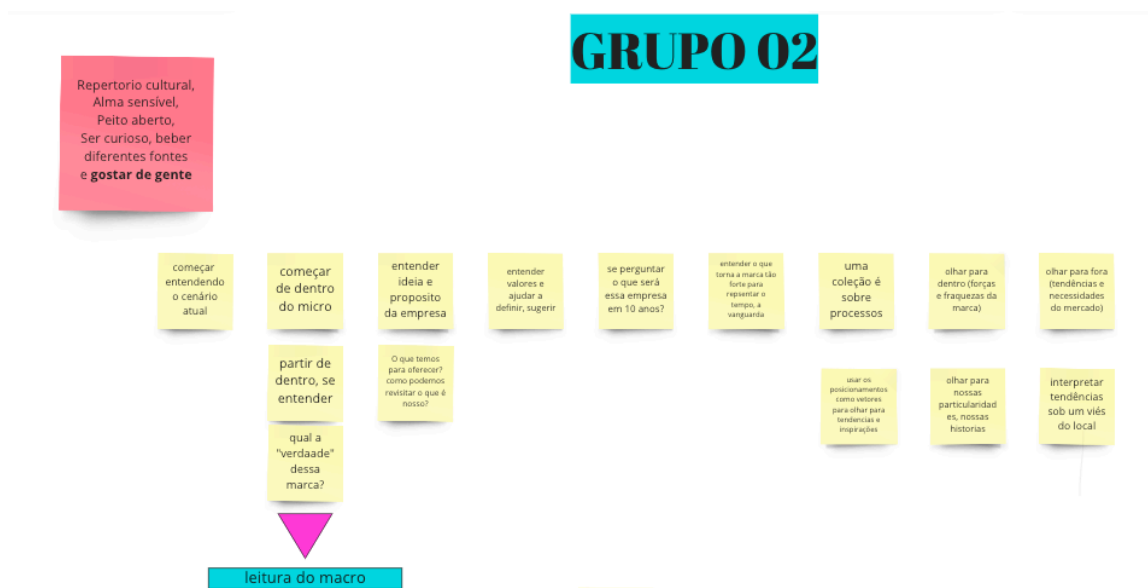 GRUPO 02
Repertorio cultural,
Alma sensível,
Peito aberto,
Ser curioso, beber
diferentes fontes
e gostar de gente
começar
entendendo
o cenário
atual
começar
de dentro
do micro
entender
ideia e
proposito
da empresa
entender
valores e
ajudar a
definir, sugerir
se perguntar
o que será
essa empresa
em 10 anos?
entender o que
torna a marca tão
forte para
repsentar o
tempo, a
vanguarda
uma
coleção é
sobre
processos
olhar para
dentro (forças
e fraquezas da
marca)
olhar para fora
(tendências e
necessidades
do mercado)
partir de
dentro, se
entender
O que temos
para oferecer?
como podemos
revisitar o que é
nosso?
usar os
posicionamentos
como vetores
para olhar para
tendencias e
inspirações
olhar para
nossas
particularidad
es, nossas
historias
interpretar
tendências
sob um viés
do local
qual a
"verdaade"
dessa
marca?
leitura do macro